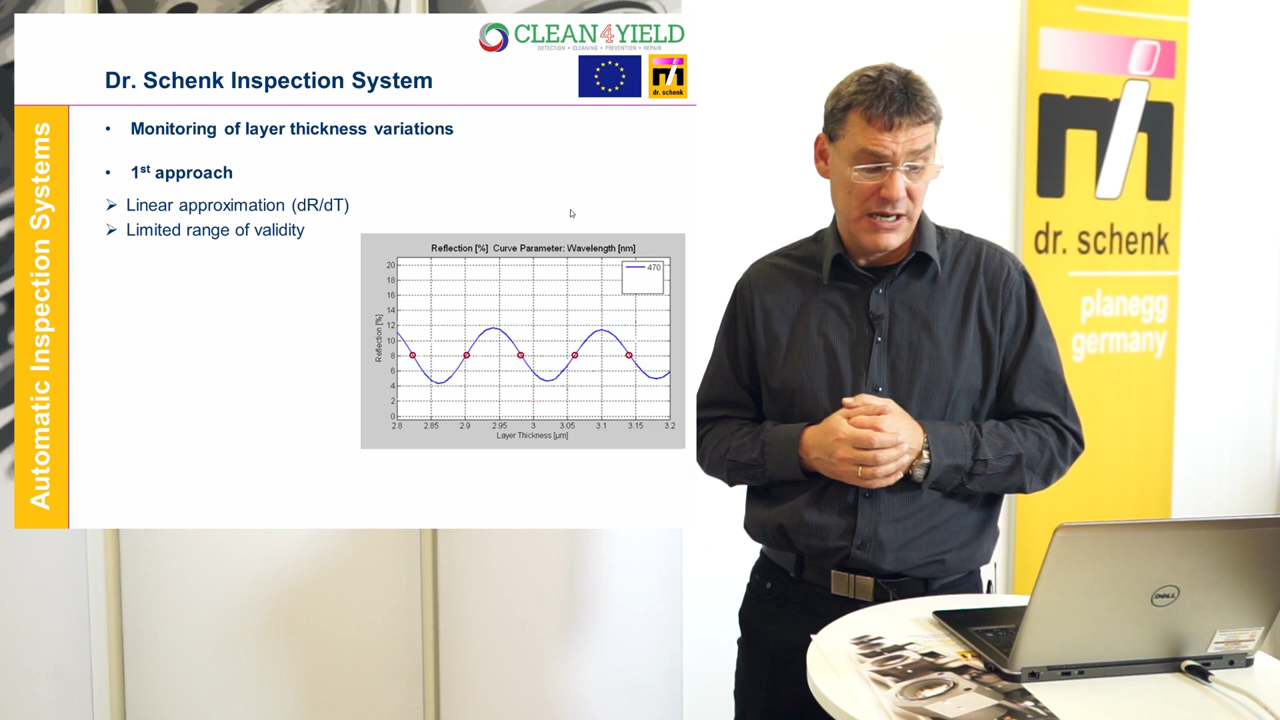 CLEAN4YIELD
DETECTION • CLEANING • PREVENTION • REPAIR
dr. schenk
Dr. Schenk Inspection System
Automatic Inspection Systems
• Monitoring of layer thickness variations
• 1st approach
➢ Linear approximation (dR/dT)
➢ Limited range of validity
Reflection [%] Curve Parameter: Wavelength [nm]
470
Reflection [%]
20
18
16
14
12
10
8
6
4
2
0
2.8 2.85 2.9 2.95 3 3.05 3.1 3.15 3.2
Layer Thickness [µm]
dr. schenk
planegg
germany
DELL